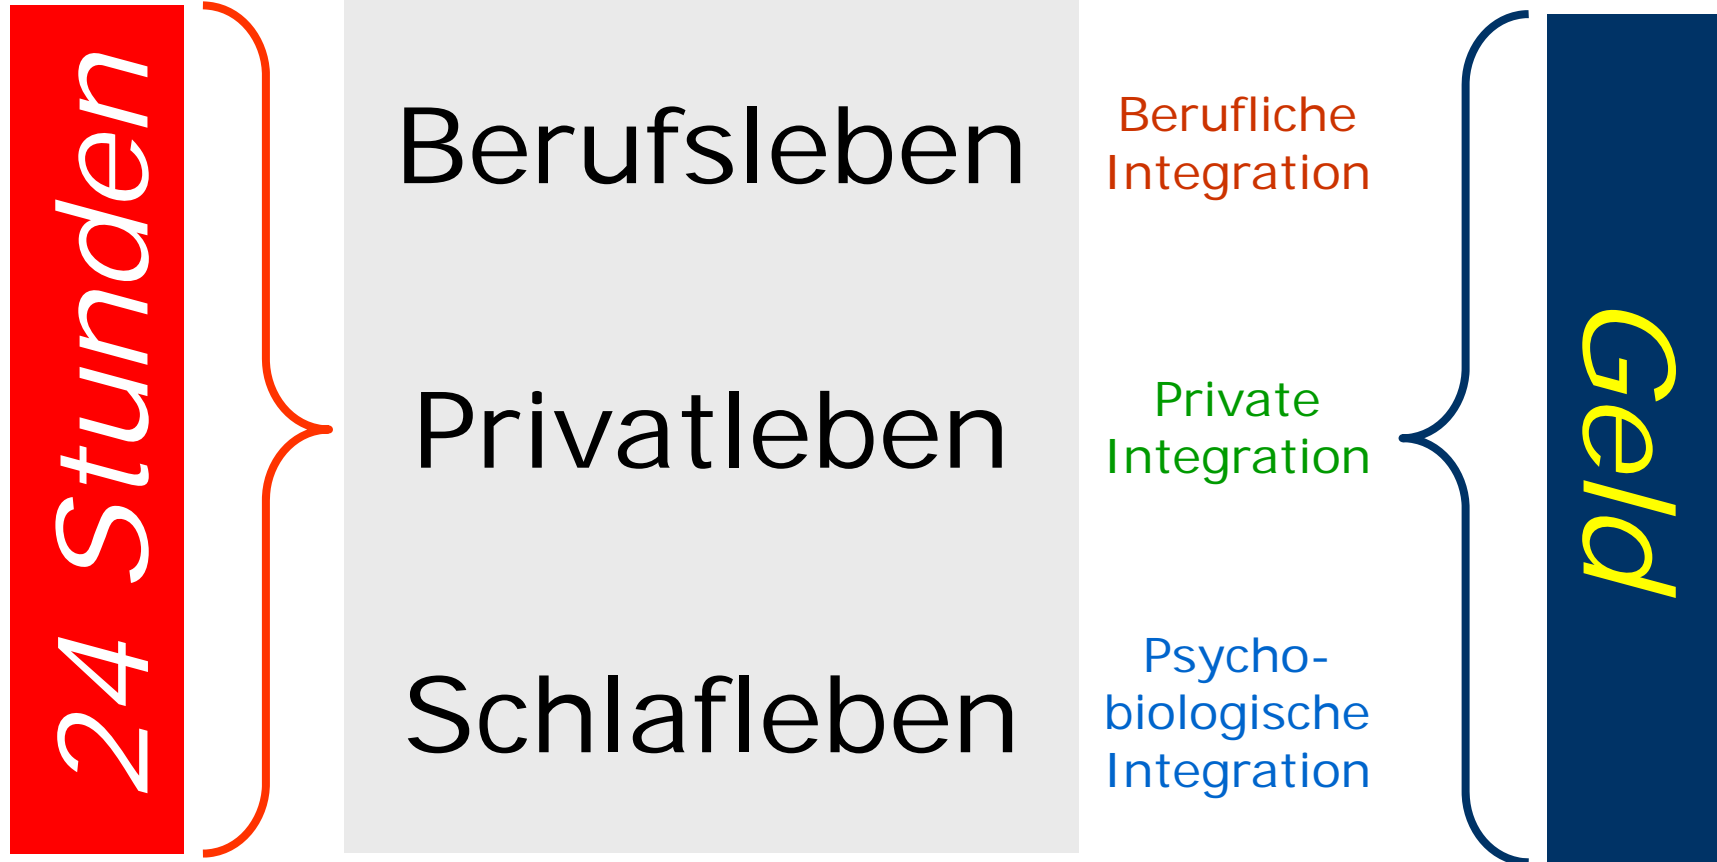 24 Stunden
Berufsleben
Berufliche
Integration
Privatleben
Private
Integration
Schlafleben
Psycho-
biologische
Integration
Geld